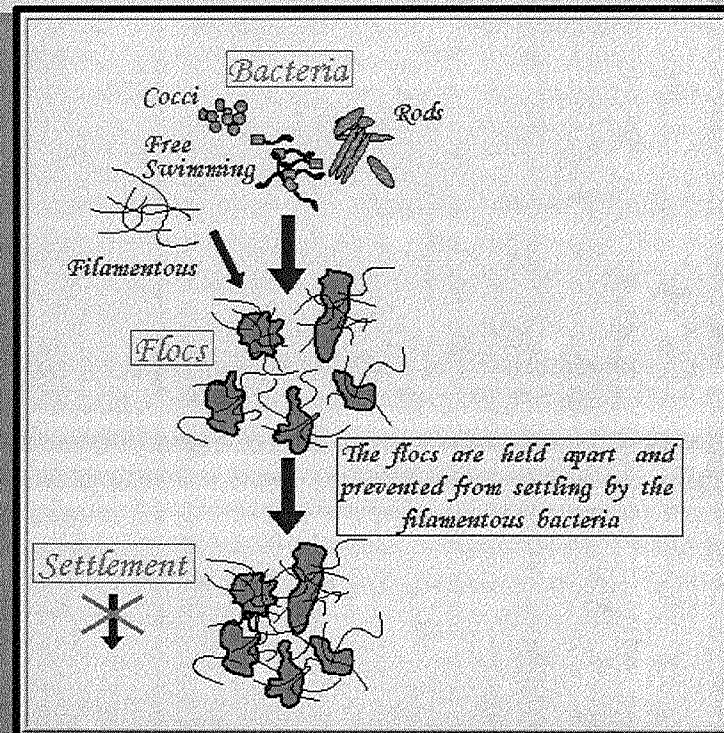 Bacteria
Cocci
Rods
Free
Swimming
Filamentous
Flocs
The flocs are held apart and
prevented from settling by the
filamentous bacteria
Settlement